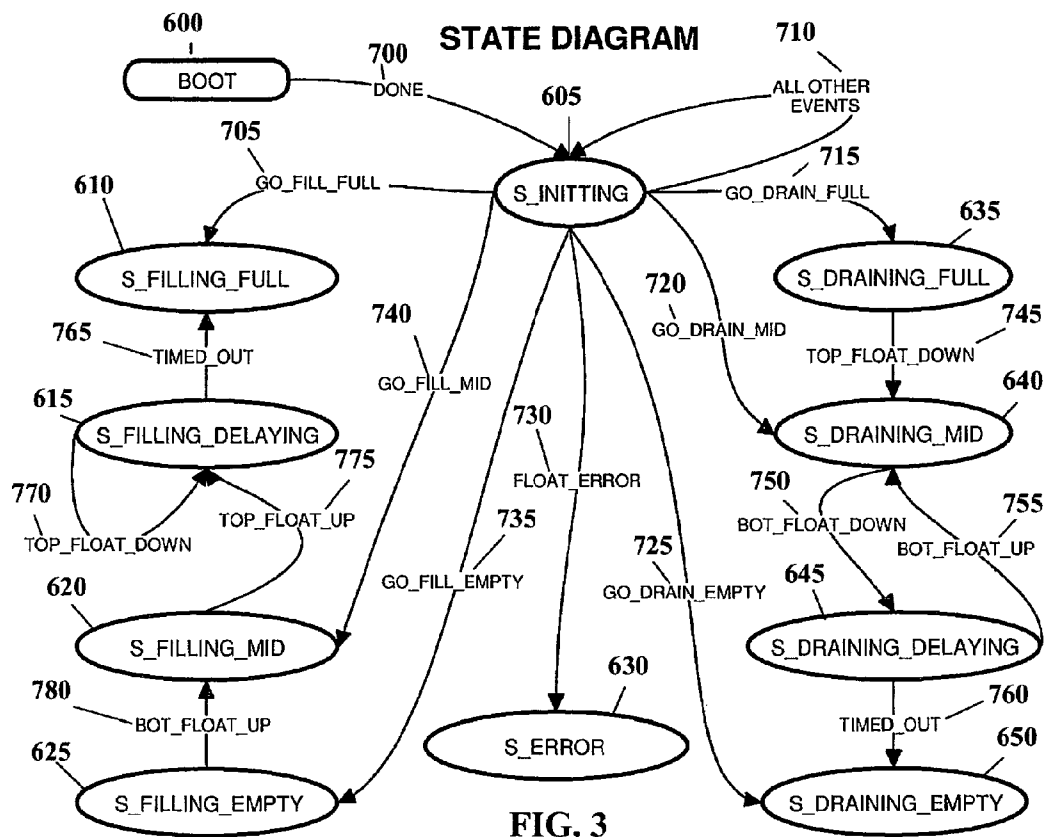 STATE DIAGRAM
600
BOOT
700
DONE
605
710
ALL OTHER
EVENTS
705
GO_FILL_FULL
S_INITTING
715
GO_DRAIN_FULL
610
S_FILLING_FULL
635
S_DRAINING_FULL
765
TIMED_OUT
740
GO_FILL_MID
720
GO_DRAIN_MID
745
TOP_FLOAT_DOWN
615
S_FILLING_DELAYING
640
S_DRAINING_MID
770
TOP_FLOAT_DOWN
775
TOP_FLOAT_UP
730
FLOAT_ERROR
750
BOT_FLOAT_DOWN
755
BOT_FLOAT_UP
735
GO_FILL_EMPTY
725
GO_DRAIN_EMPTY
620
S_FILLING_MID
645
S_DRAINING_DELAYING
780
BOT_FLOAT_UP
630
S_ERROR
760
TIMED_OUT
625
S_FILLING_EMPTY
650
S_DRAINING_EMPTY
FIG. 3